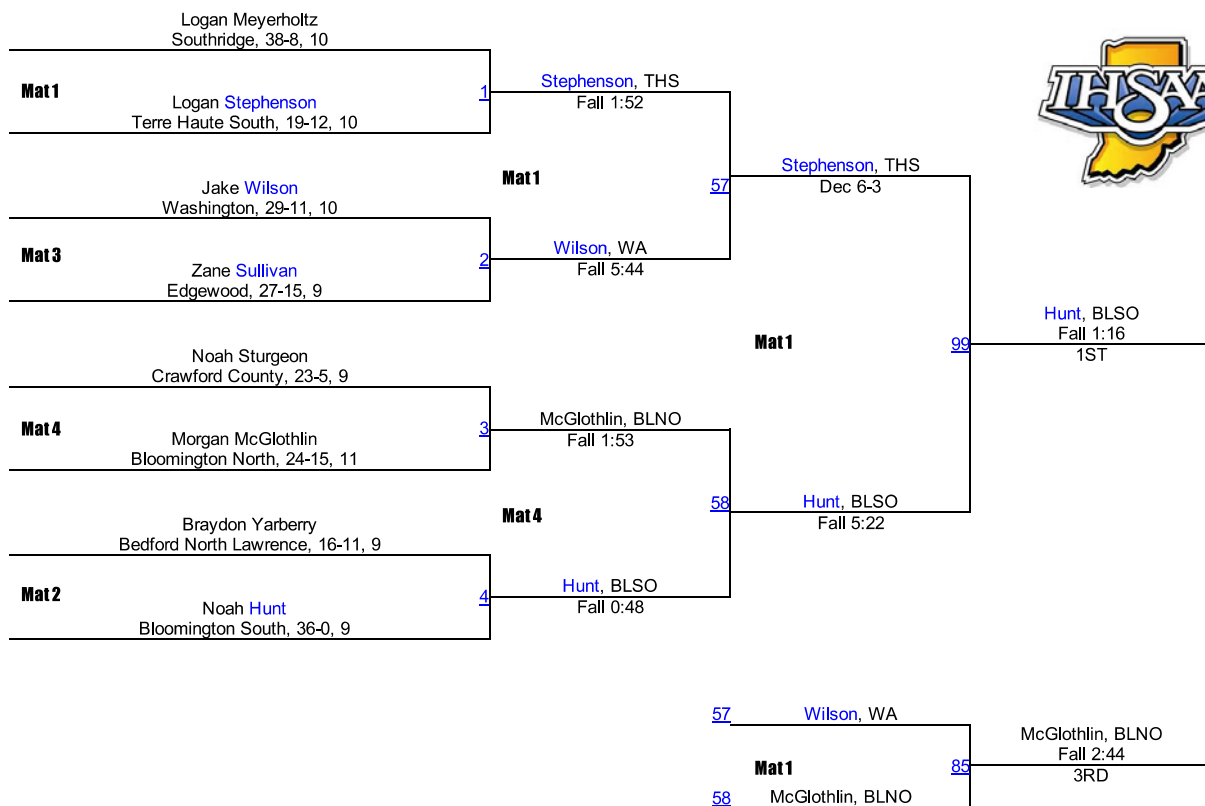 Logan Meyerholtz
Southridge, 38-8, 10
Mat 1
Logan Stephenson
Terre Haute South, 19-12, 10
1
Stephenson, THS
Fall 1:52
Jake Wilson
Washington, 29-11, 10
Mat 3
Zane Sullivan
Edgewood, 27-15, 9
2
Wilson, WA
Fall 5:44
Mat 1
57
Stephenson, THS
Dec 6-3
Noah Sturgeon
Crawford County, 23-5, 9
Mat 4
Morgan McGlothlin
Bloomington North, 24-15, 11
3
McGlothlin, BLNO
Fall 1:53
Braydon Yarberry
Bedford North Lawrence, 16-11, 9
Mat 2
Noah Hunt
Bloomington South, 36-0, 9
4
Hunt, BLSO
Fall 0:48
Mat 4
58
Hunt, BLSO
Fall 5:22
Mat 1
99
Hunt, BLSO
Fall 1:16
1ST
IHSAA
57
Wilson, WA
Mat 1
58
McGlothlin, BLNO
85
McGlothlin, BLNO
Fall 2:44
3RD